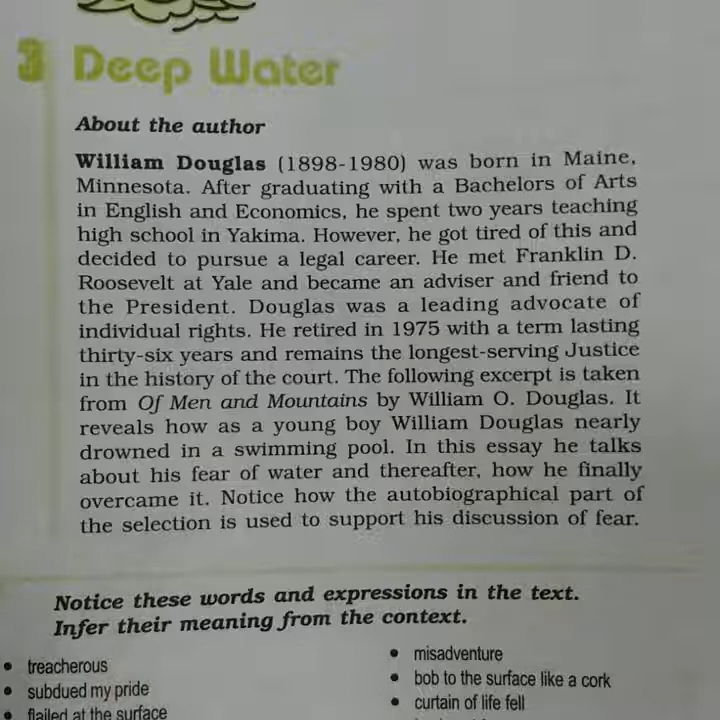 3 Deep Water
About the author
William Douglas (1898-1980) was born in Maine,
Minnesota. After graduating with a Bachelors of Arts
in English and Economics, he spent two years teaching
high school in Yakima. However, he got tired of this and
decided to pursue a legal career. He met Franklin D.
Roosevelt at Yale and became an adviser and friend to
the President. Douglas was a leading advocate of
individual rights. He retired in 1975 with a term lasting
thirty-six years and remains the longest-serving Justice
in the history of the court. The following excerpt is taken
from Of Men and Mountains by William O. Douglas. It
reveals how as a young boy William Douglas nearly
drowned in a swimming pool. In this essay he talks
about his fear of water and thereafter, how he finally
overcame it. Notice how the autobiographical part of
the selection is used to support his discussion of fear.
Notice these words and expressions in the text.
Infer their meaning from the context.
• treacherous
• subdued my pride
• flailed at the surface
• misadventure
• bob to the surface like a cork
• curtain of life fell